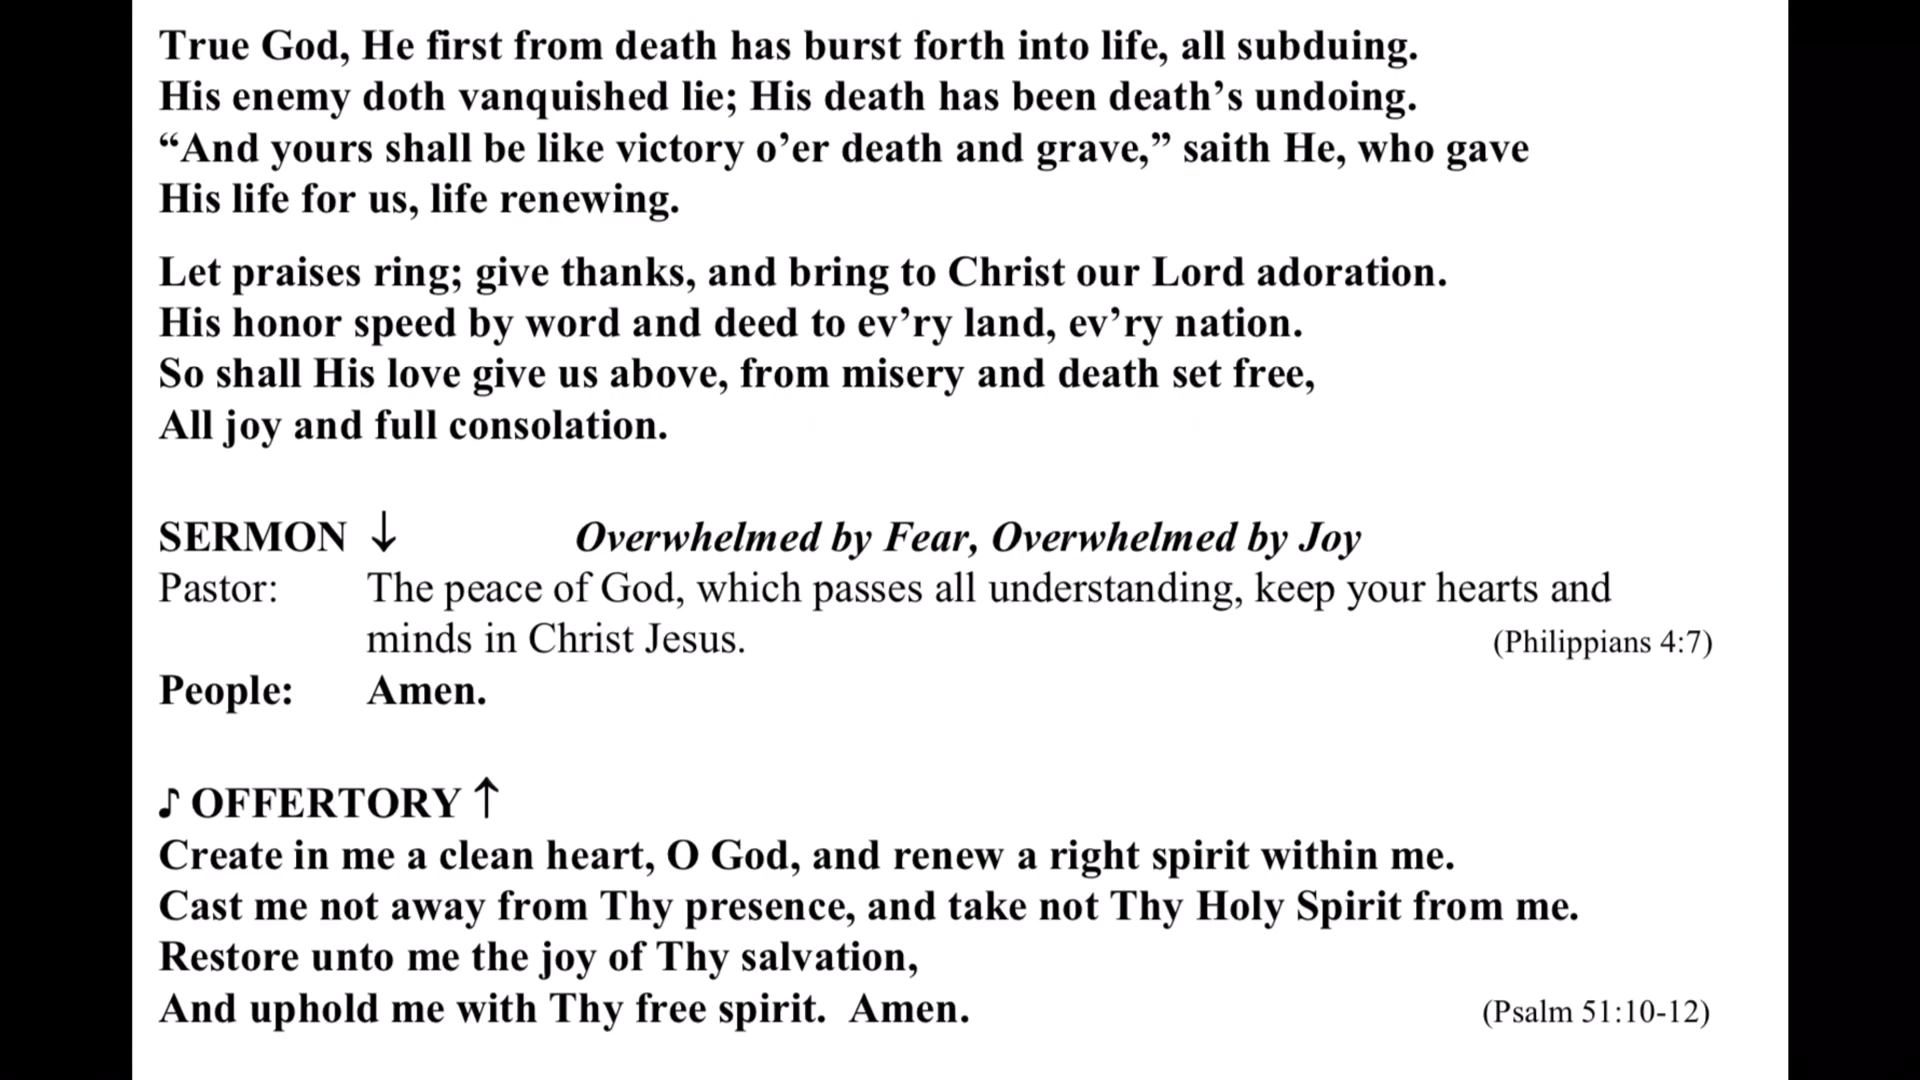 True God, He first from death has burst forth into life, all subduing.
His enemy doth vanquished lie; His death has been death’s undoing.
“And yours shall be like victory o’er death and grave,” saith He, who gave
His life for us, life renewing.
Let praises ring; give thanks, and bring to Christ our Lord adoration.
His honor speed by word and deed to ev’ry land, ev’ry nation.
So shall His love give us above, from misery and death set free,
All joy and full consolation.
SERMON ↓ Overwhelmed by Fear, Overwhelmed by Joy
Pastor: The peace of God, which passes all understanding, keep your hearts and
minds in Christ Jesus. (Philippians 4:7)
People: Amen.
♪ OFFERTORY ↑
Create in me a clean heart, O God, and renew a right spirit within me.
Cast me not away from Thy presence, and take not Thy Holy Spirit from me.
Restore unto me the joy of Thy salvation,
And uphold me with Thy free spirit. Amen. (Psalm 51:10-12)